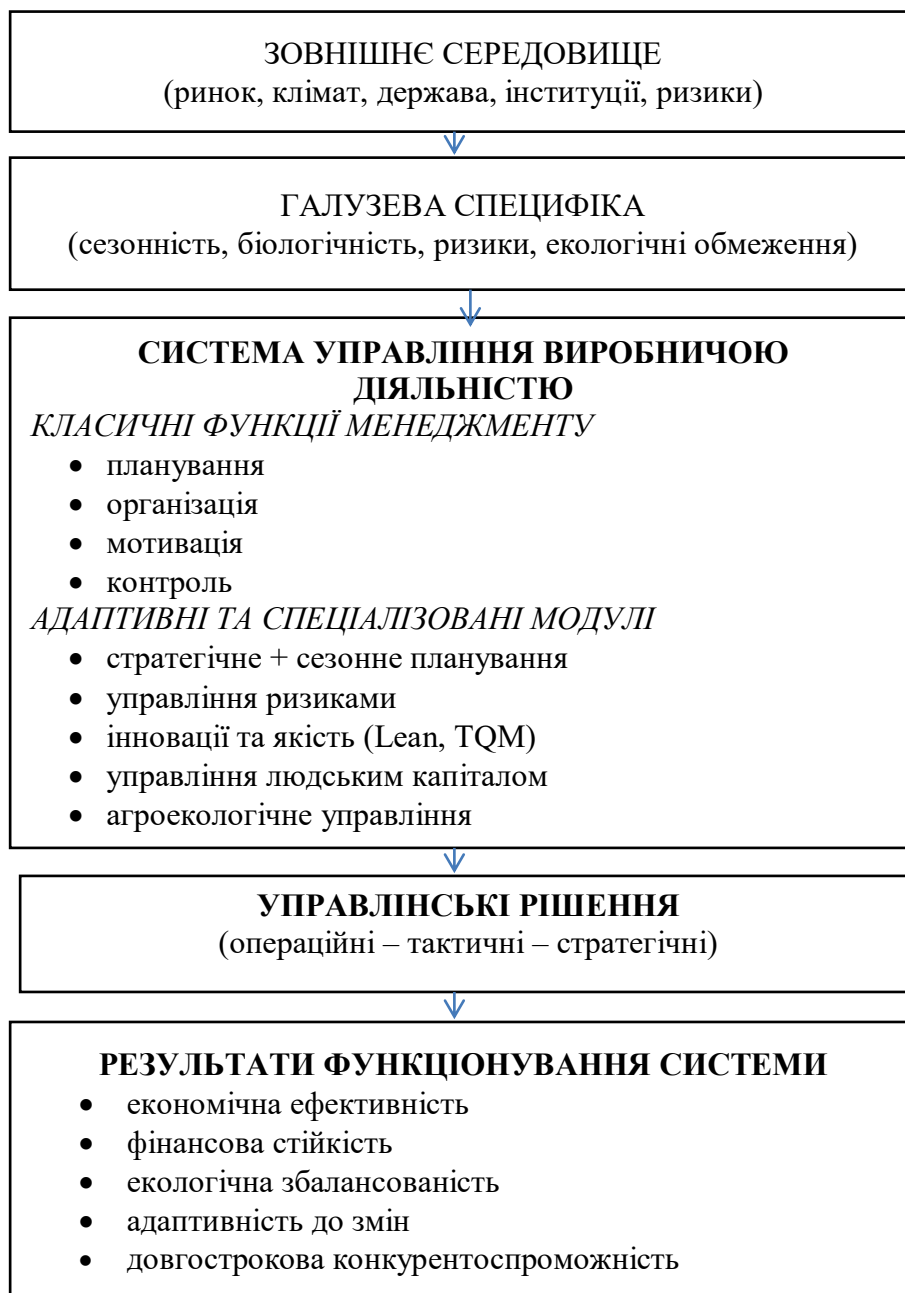 ЗОВНІШНЄ СЕРЕДОВИЩЕ
(ринок, клімат, держава, інституції, ризики)
ГАЛУЗЕВА СПЕЦИФІКА
(сезонність, біологічність, ризики, екологічні обмеження)
СИСТЕМА УПРАВЛІННЯ ВИРОБНИЧОЮ
ДІЯЛЬНІСТЮ
КЛАСИЧНІ ФУНКЦІЇ МЕНЕДЖМЕНТУ
• планування
• організація
• мотивація
• контроль
АДАПТИВНІ ТА СПЕЦІАЛІЗОВАНІ МОДУЛІ
• стратегічне + сезонне планування
• управління ризиками
• інновації та якість (Lean, TQM)
• управління людським капіталом
• агроекологічне управління
УПРАВЛІНСЬКІ РІШЕННЯ
(операційні – тактичні – стратегічні)
РЕЗУЛЬТАТИ ФУНКЦІОНУВАННЯ СИСТЕМИ
• економічна ефективність
• фінансова стійкість
• екологічна збалансованість
• адаптивність до змін
• довгострокова конкурентоспроможність